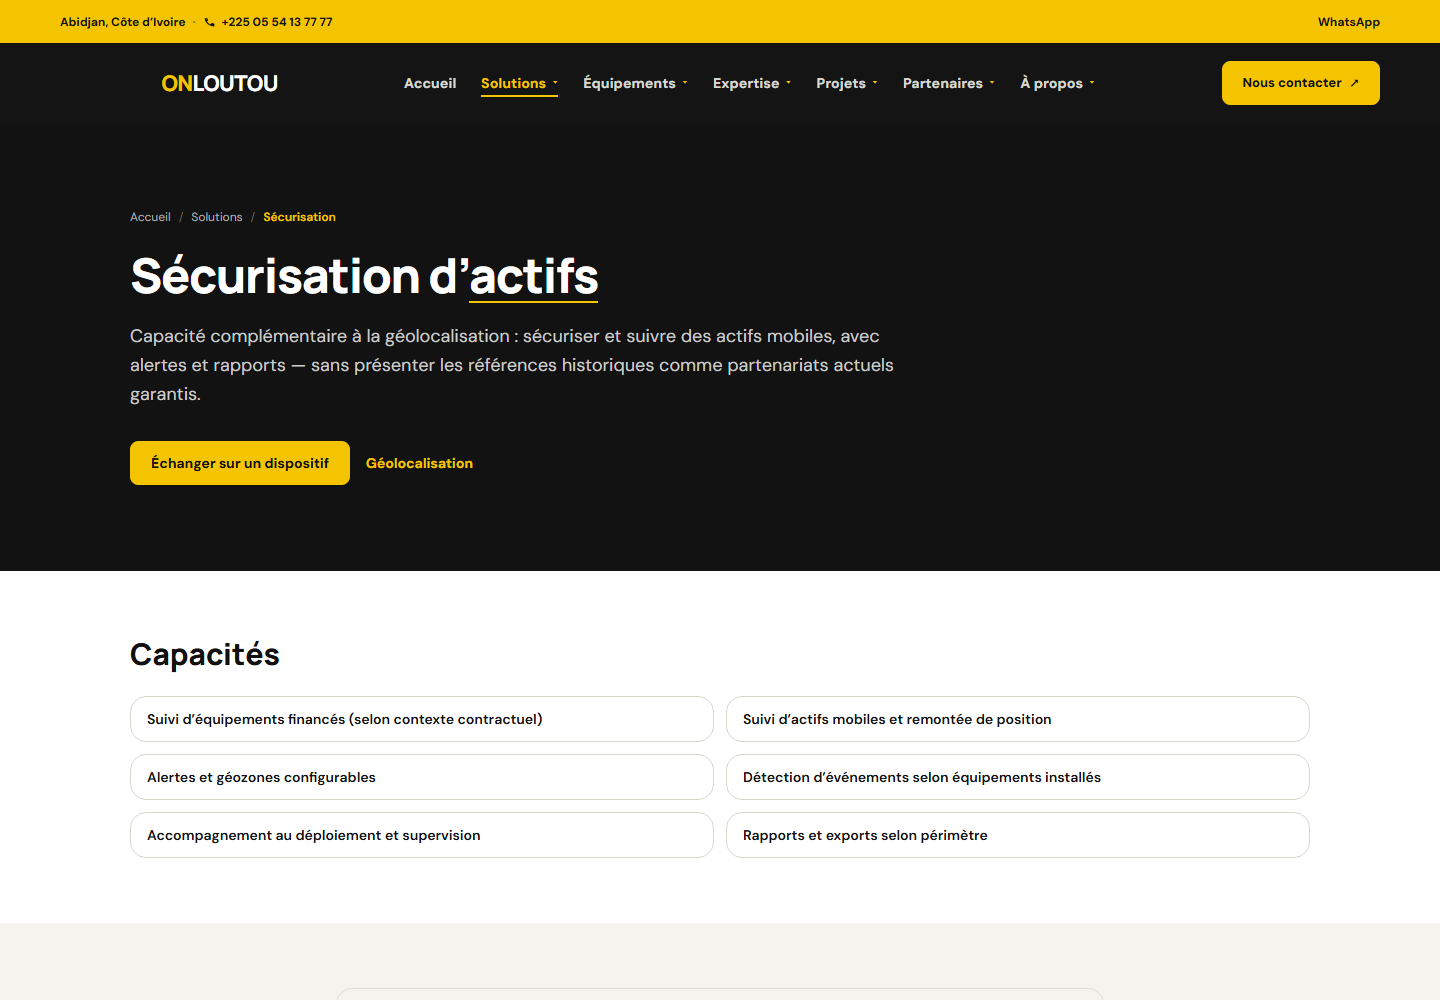 Abidjan, Côte d’Ivoire · +225 05 54 13 77 77
WhatsApp
ONLOUTOU
Accueil
Solutions
Équipements
Expertise
Projets
Partenaires
À propos
Nous contacter ↗
Accueil / Solutions / Sécurisation
Sécurisation d’actifs
Capacité complémentaire à la géolocalisation : sécuriser et suivre des actifs mobiles, avec
alertes et rapports — sans présenter les références historiques comme partenariats actuels
garantis.
Échanger sur un dispositif
Géolocalisation
Capacités
Suivi d’équipements financés (selon contexte contractuel)
Suivi d’actifs mobiles et remontée de position
Alertes et géozones configurables
Détection d’événements selon équipements installés
Accompagnement au déploiement et supervision
Rapports et exports selon périmètre